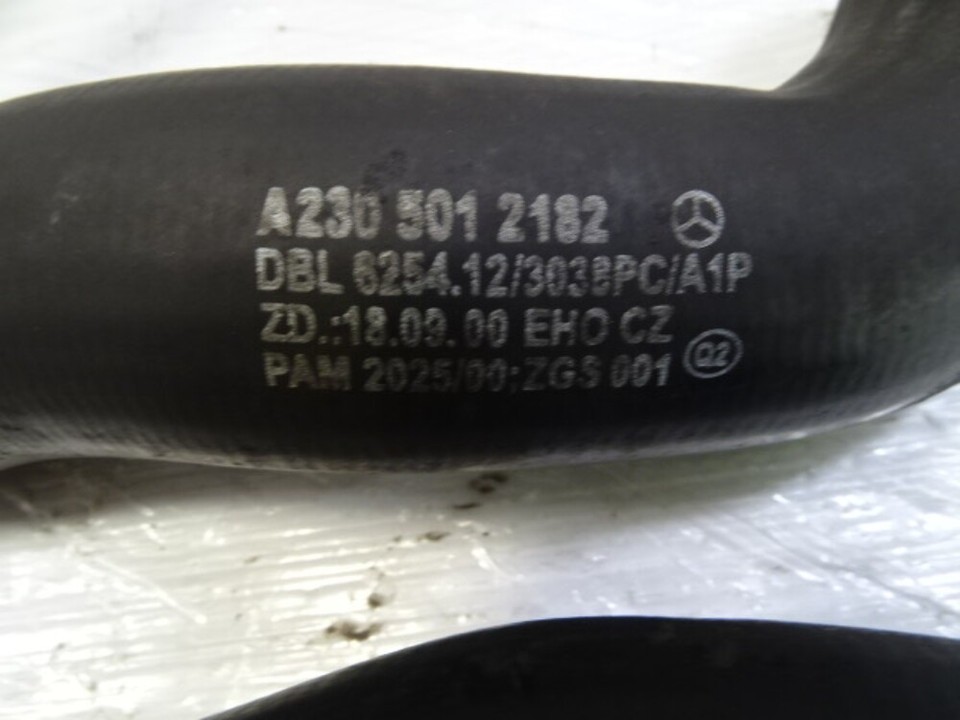 A230 501 2182
DBL 6254.12/3038PC/A1P
ZD.:18.09.00 EHO CZ
PAM 2025/00;ZGS 001 Q2